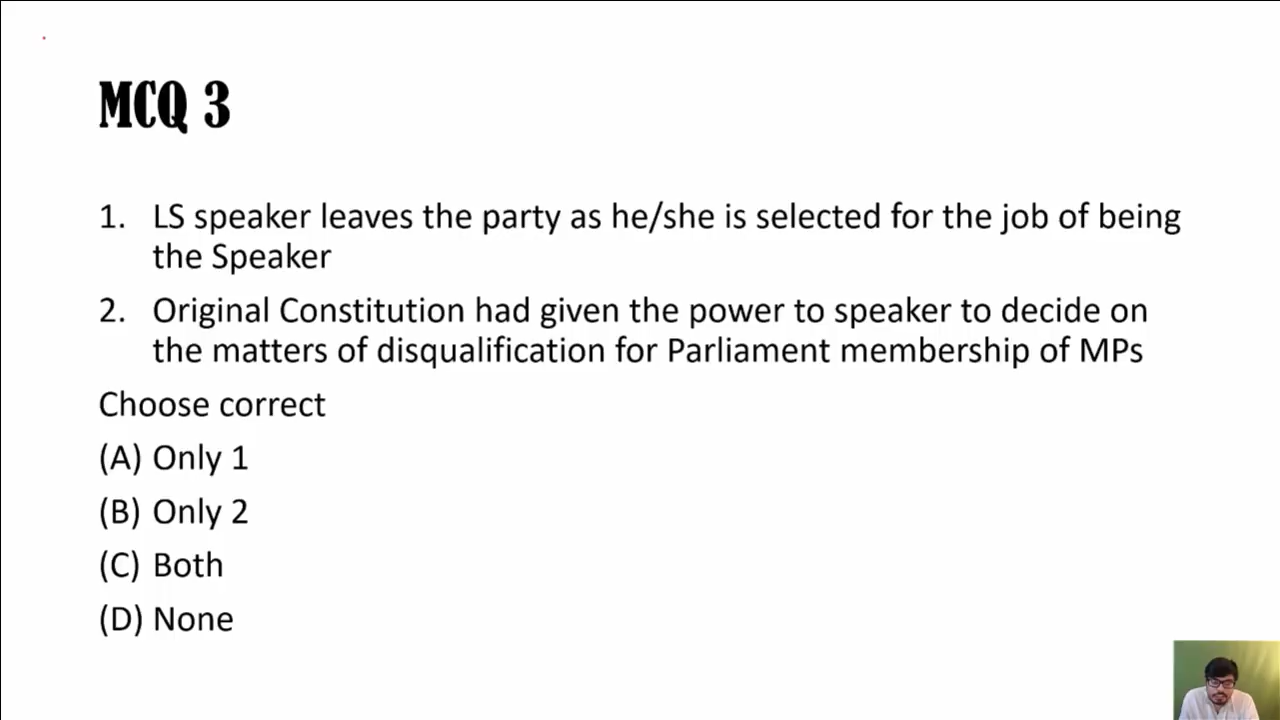 MCQ 3
1. LS speaker leaves the party as he/she is selected for the job of being
the Speaker
2. Original Constitution had given the power to speaker to decide on
the matters of disqualification for Parliament membership of MPs
Choose correct
(A) Only 1
(B) Only 2
(C) Both
(D) None